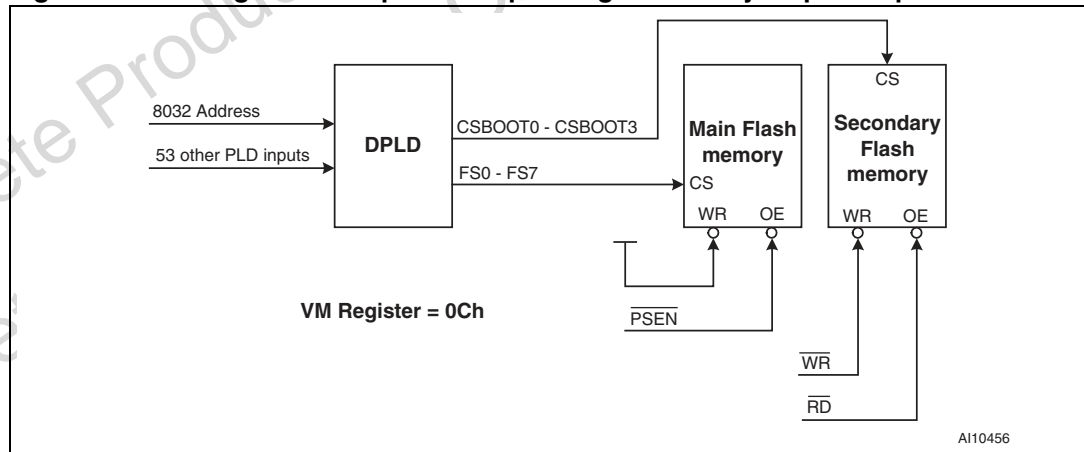 8032 Address
53 other PLD inputs
DPLD
CSBOOT0 - CSBOOT3
FS0 - FS7
Main Flash
memory
CS
WR OE
Secondary
Flash
memory
CS
WR OE
VM Register = 0Ch
PSEN
WR
RD
AI10456